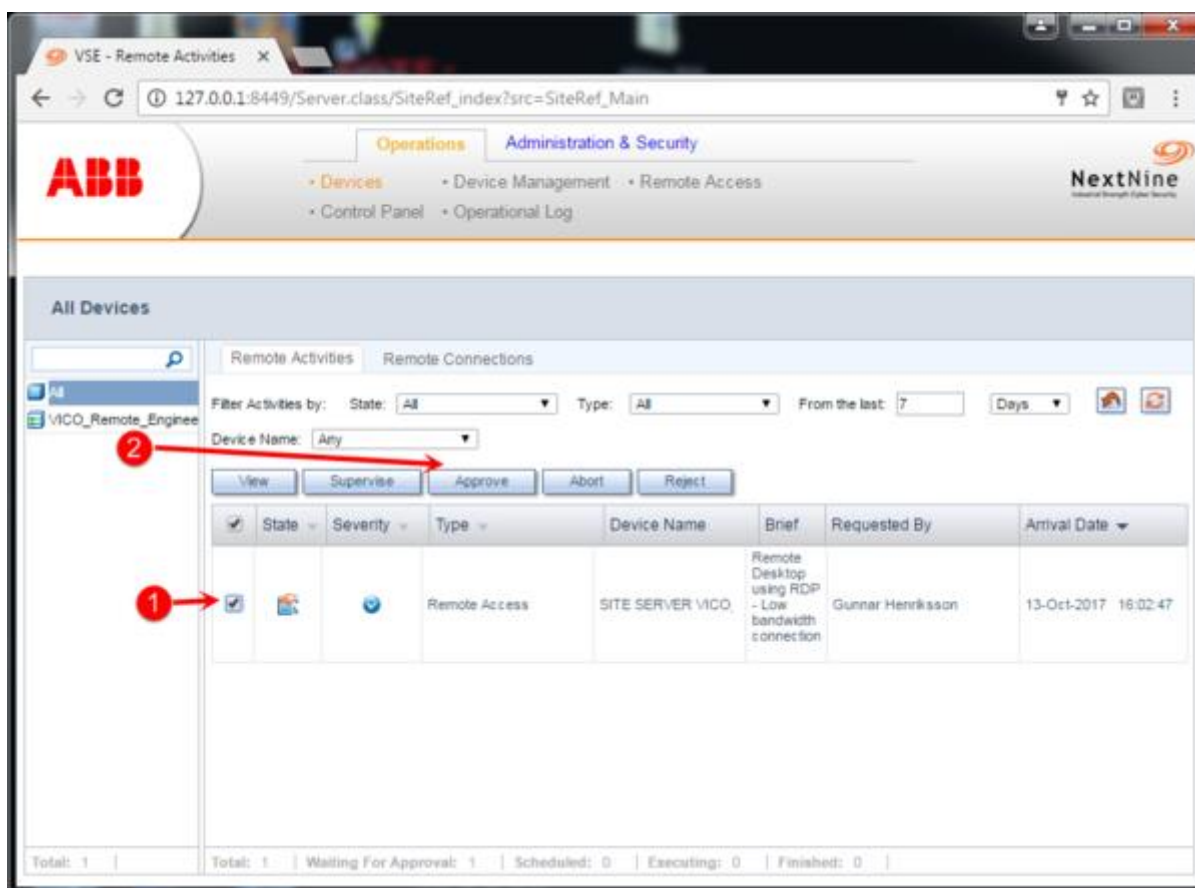 VSE - Remote Activities
127.0.0.1:8449/Server.class/SiteRef_index?src=SiteRef_Main
ABB
Operations Administration & Security
• Devices • Device Management • Remote Access
• Control Panel • Operational Log
NextNine
All Devices
Remote Activities Remote Connections
All
VICO_Remote_Enginee
Filter Activities by: State: All Type: All From the last: 7 Days
Device Name: Any
2
View Supervise Approve Abort Reject
State Severity Type Device Name Brief Requested By Arrival Date
1
Remote Access SITE SERVER VICO_ Remote
Desktop
using RDP
- Low
bandwidth
connection
Gunnar Henriksson 13-Oct-2017 16:02:47
Total: 1 Total: 1 Waiting For Approval: 1 Scheduled: 0 Executing: 0 Finished: 0